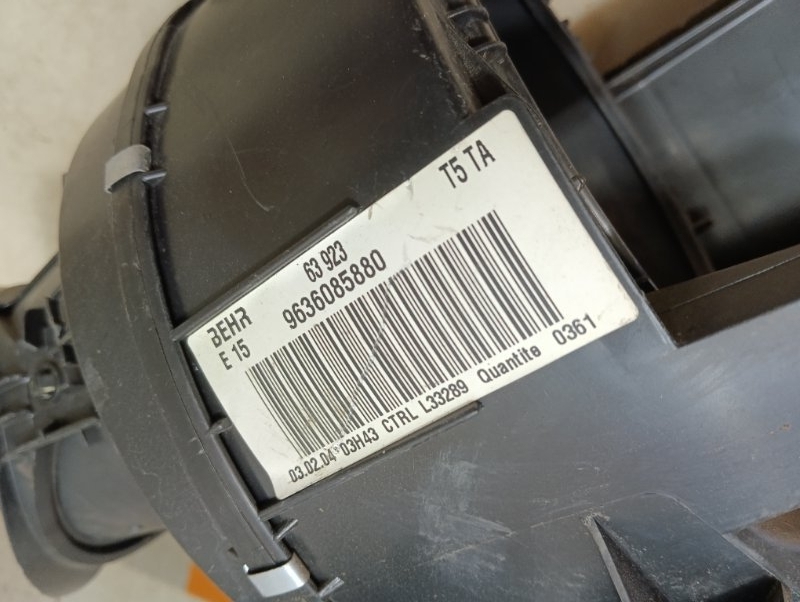 T5 TA
BEHR 63 923
E 15 9636085880
03.02.04 03H43 CTRL L33289 Quantite 0361